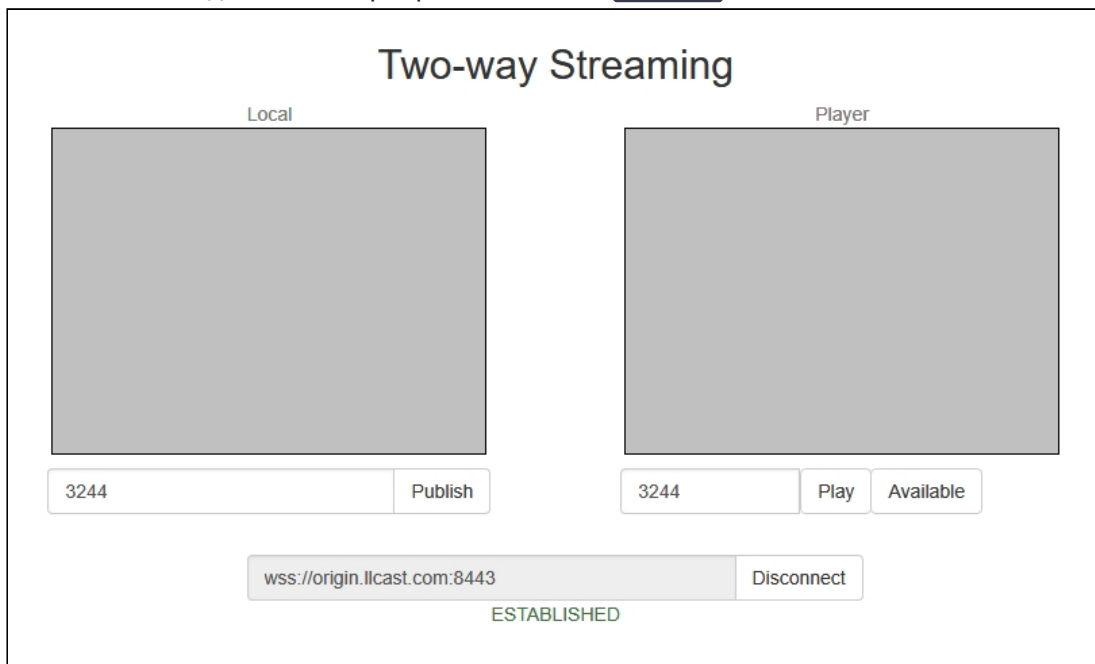 Two-way Streaming
Local
Player
3244
Publish
3244
Play
Available
wss://origin.llcast.com:8443
Disconnect
ESTABLISHED